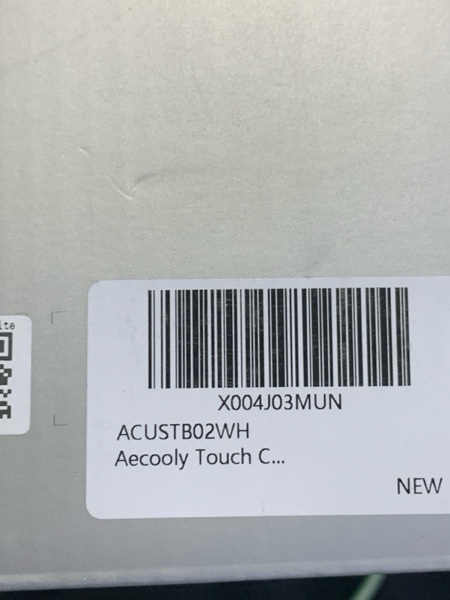 X004J03MUN
ACUSTB02WH
Aecooly Touch C...
NEW